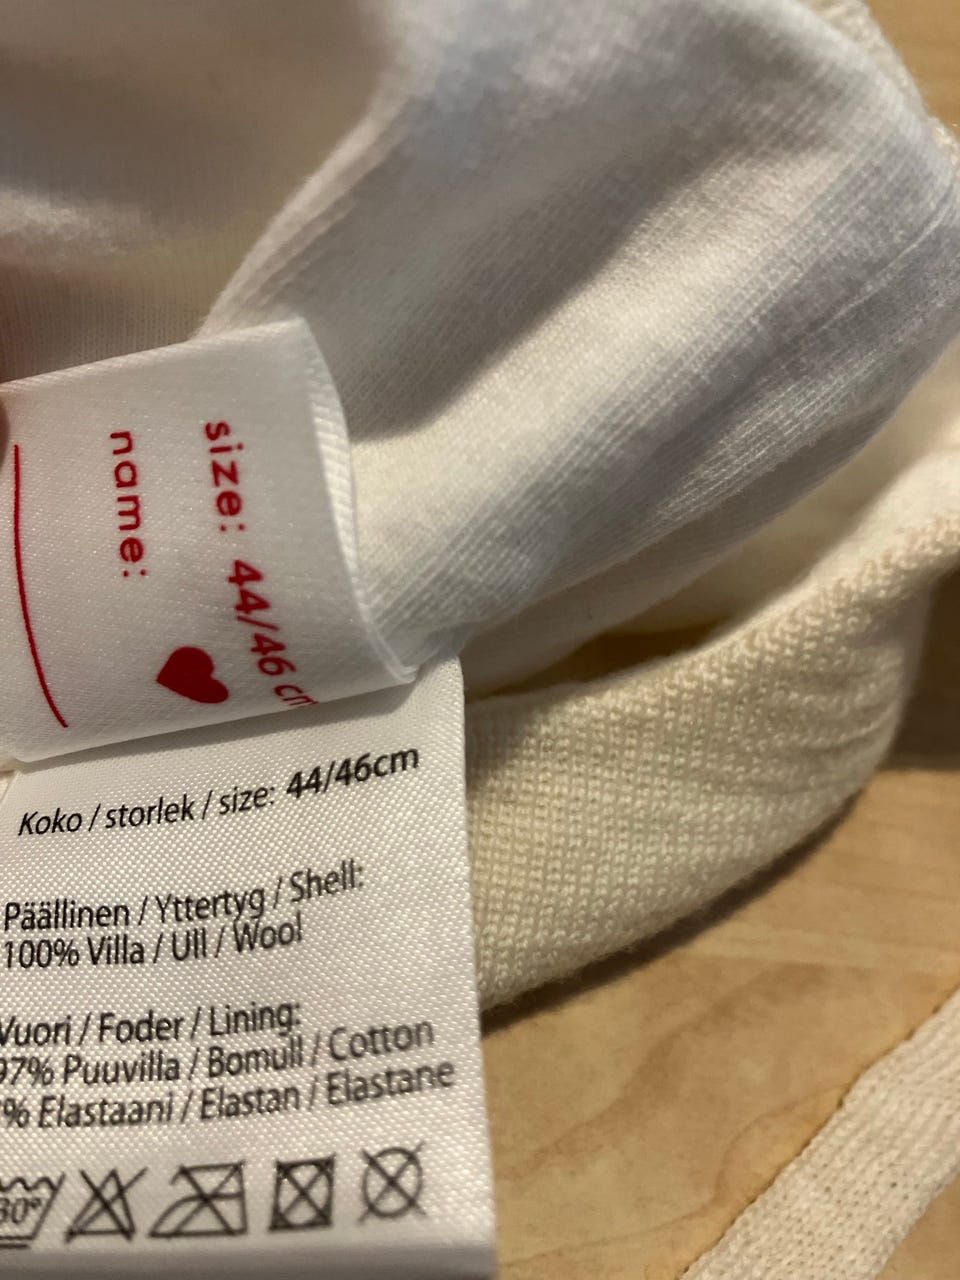 size: 44/46 cm
name:
Koko / storlek / size: 44/46cm
Päällinen / Yttertyg / Shell:
100% Villa / Ull / Wool
Vuori / Foder / Lining:
97% Puuvilla / Bomull / Cotton
% Elastaani / Elastan / Elastane
30°